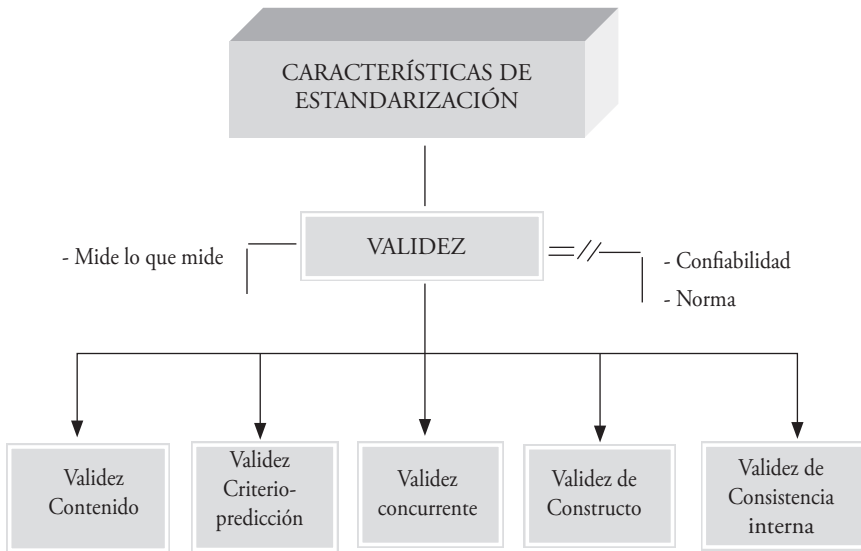 CARACTERÍSTICAS DE
ESTANDARIZACIÓN
VALIDEZ
- Mide lo que mide
- Confiabilidad
- Norma
Validez
Contenido
Validez
Criterio-
predicción
Validez
concurrente
Validez de
Constructo
Validez de
Consistencia
interna